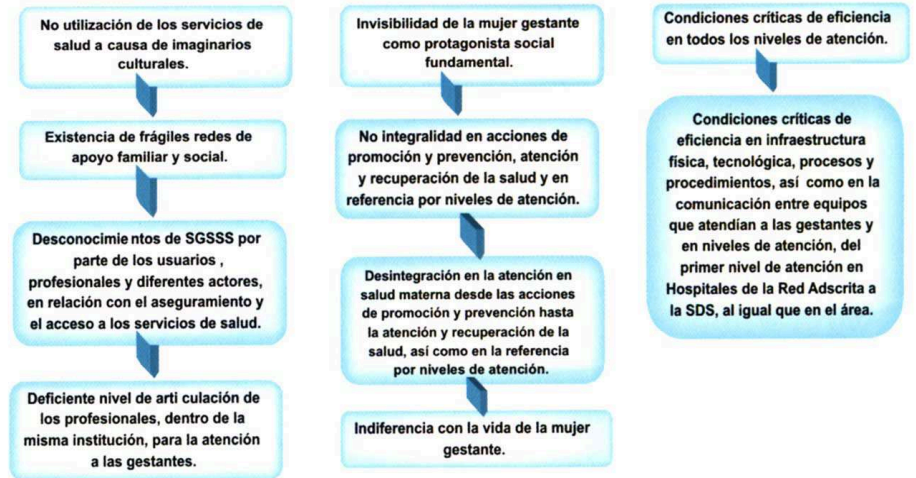 No utilización de los servicios de
salud a causa de imaginarios
culturales.
Existencia de frágiles redes de
apoyo familiar y social.
Desconocimie ntos de SGSSS por
parte de los usuarios ,
profesionales y diferentes actores,
en relación con el aseguramiento y
el acceso a los servicios de salud.
Deficiente nivel de arti culación de
los profesionales, dentro de la
misma institución, para la atención
a las gestantes.
Invisibilidad de la mujer gestante
como protagonista social
fundamental.
No integralidad en acciones de
promoción y prevención, atención
y recuperación de la salud y en
referencia por niveles de atención.
Desintegración en la atención en
salud materna desde las acciones
de promoción y prevención hasta
la atención y recuperación de la
salud, así como en la referencia
por niveles de atención.
Indiferencia con la vida de la mujer
gestante.
Condiciones críticas de eficiencia
en todos los niveles de atención.
Condiciones críticas de
eficiencia en infraestructura
física, tecnológica, procesos y
procedimientos, así como en la
comunicación entre equipos
que atendían a las gestantes y
en niveles de atención, del
primer nivel de atención en
Hospitales de la Red Adscrita a
la SDS, al igual que en el área.